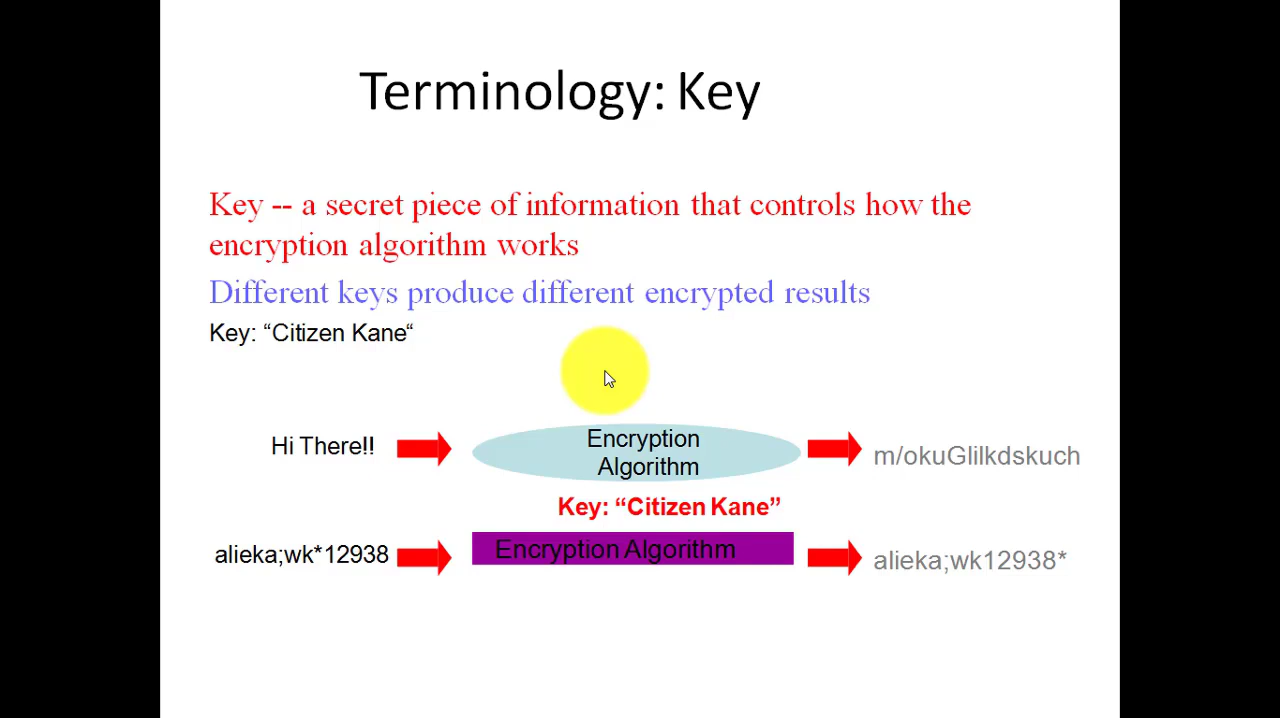 Terminology: Key
Key -- a secret piece of information that controls how the
encryption algorithm works
Different keys produce different encrypted results
Key: “Citizen Kane“
Hi There!!
Encryption
Algorithm
m/okuGlilkdskuch
Key: “Citizen Kane”
alieka;wk*12938
Encryption Algorithm
alieka;wk12938*